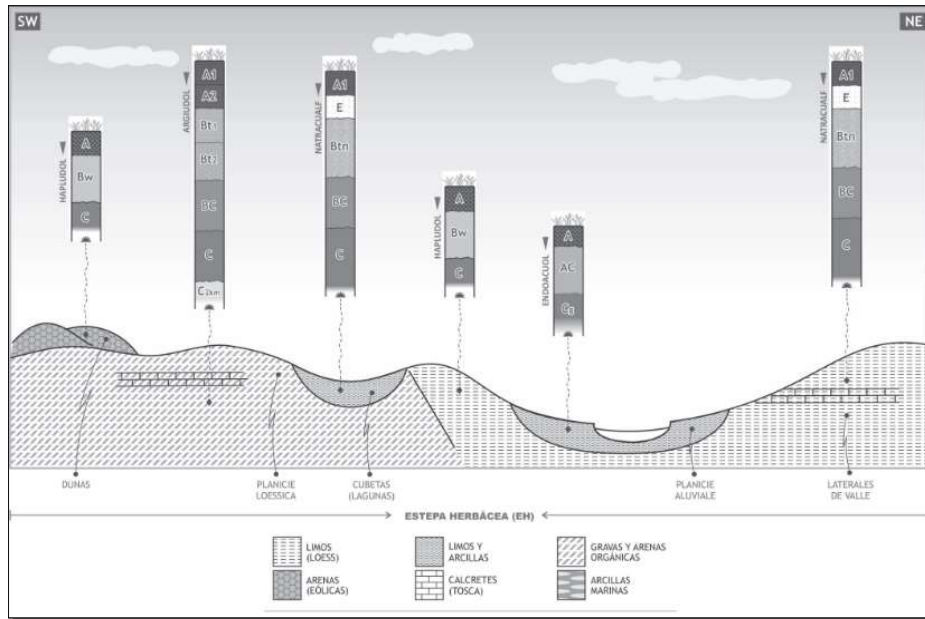 SW
NE
HAPLUDOL
A
Bw
C
ARGIUDOL
A1
A2
Bt1
Bt2
BC
C
C2km
NATRACUALF
A1
E
Btn
BC
C
HAPLUDOL
A
Bw
C
ENDOACUOL
A
AC
Cg
NATRACUALF
A1
E
Btn
BC
C
DUNAS
PLANICIE
LOESSICA
CUBETAS
(LAGUNAS)
PLANICIE
ALUVIALE
LATERALES
DE VALLE
ESTEPA HERBÁCEA (EH)
LIMOS
(LOESS)
LIMOS Y
ARCILLAS
GRAVAS Y ARENAS
ORGÁNICAS
ARENAS
(EÓLICAS)
CALCRETES
(TOSCA)
ARCILLAS
MARINAS